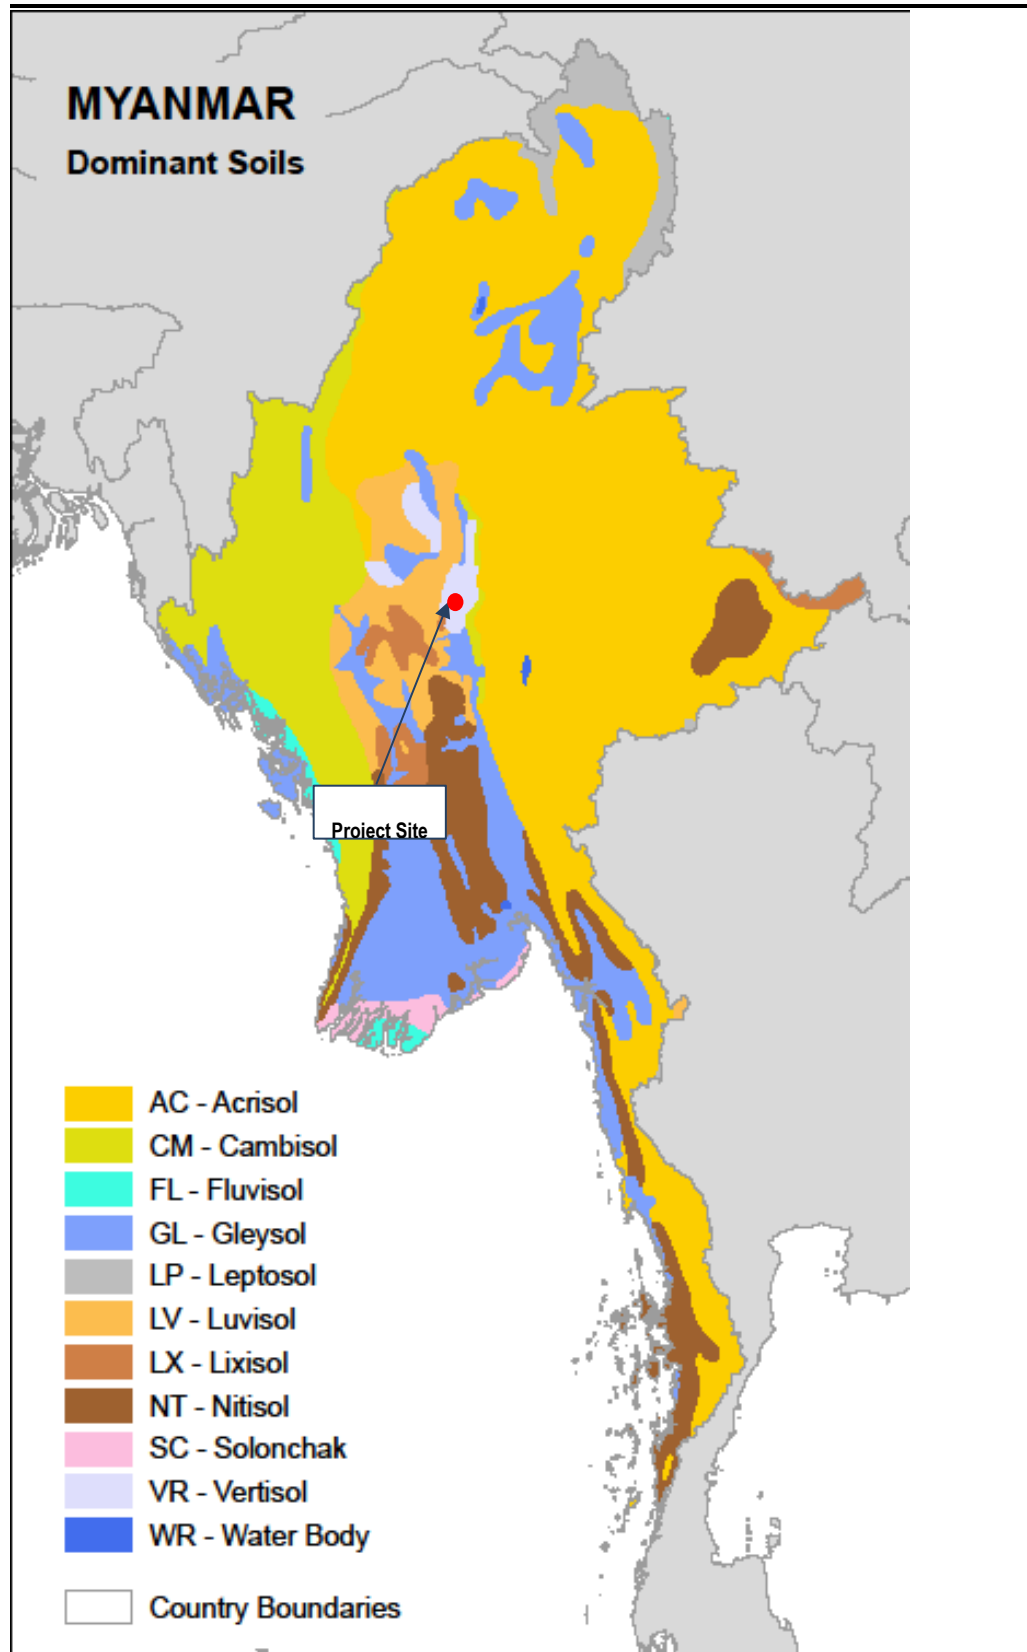 MYANMAR
Dominant Soils
Project Site
AC - Acrisol
CM - Cambisol
FL - Fluvisol
GL - Gleysol
LP - Leptosol
LV - Luvisol
LX - Lixisol
NT - Nitisol
SC - Solonchak
VR - Vertisol
WR - Water Body
Country Boundaries